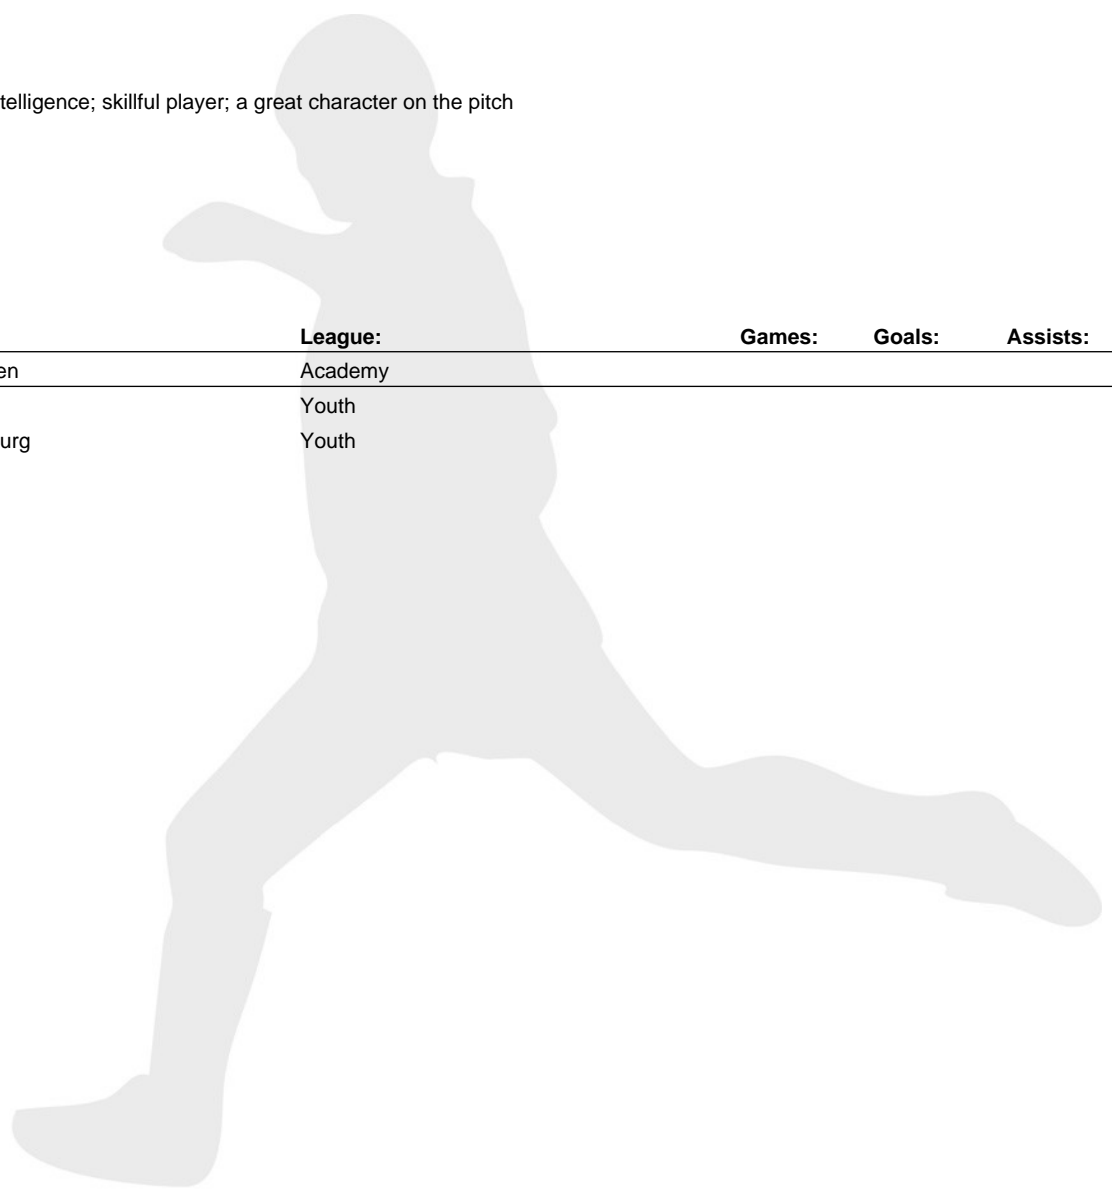 telligence; skillful player; a great character on the pitch
League: Games: Goals: Assists:
en Academy
Youth
urg Youth